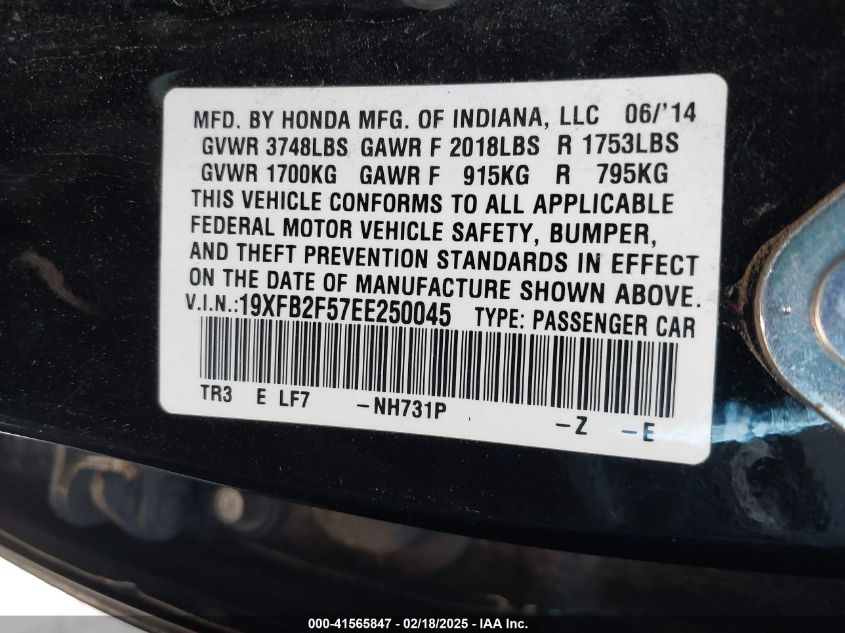 MFD. BY HONDA MFG. OF INDIANA, LLC 06/'14
GVWR 3748LBS GAWR F 2018LBS R 1753LBS
GVWR 1700KG GAWR F 915KG R 795KG
THIS VEHICLE CONFORMS TO ALL APPLICABLE
FEDERAL MOTOR VEHICLE SAFETY, BUMPER,
AND THEFT PREVENTION STANDARDS IN EFFECT
ON THE DATE OF MANUFACTURE SHOWN ABOVE.
V.I.N.:19XFB2F57EE250045 TYPE: PASSENGER CAR
TR3 E LF7 -NH731P -Z -E
000-41565847 - 02/18/2025 - IAA Inc.